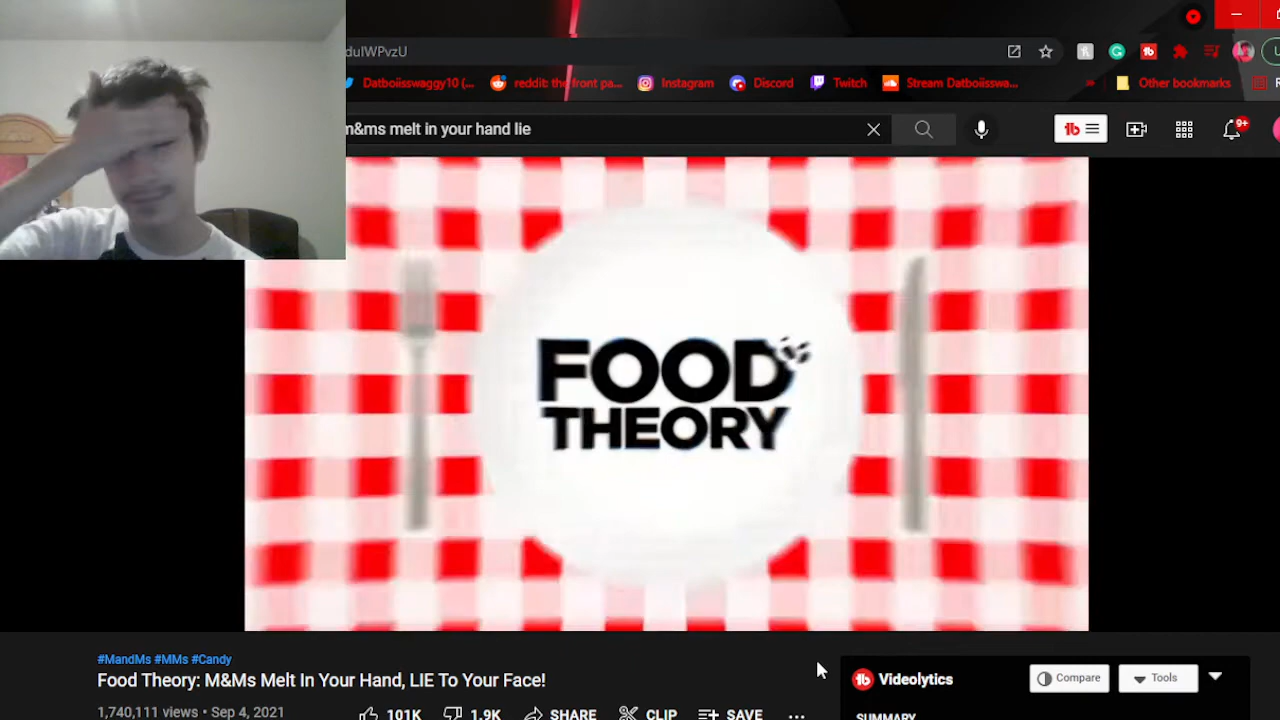 duIWPvzU
Datboiisswaggy10 (... reddit: the front pa... Instagram Discord Twitch Stream Datboiisswa... » Other bookmarks
m&ms melt in your hand lie
9+
FOOD
THEORY
#MandMs #MMs #Candy
Food Theory: M&Ms Melt In Your Hand, LIE To Your Face!
1,740,111 views • Sep 4, 2021 101K 1.9K SHARE CLIP SAVE ...
Videolytics Compare Tools
SUMMARY